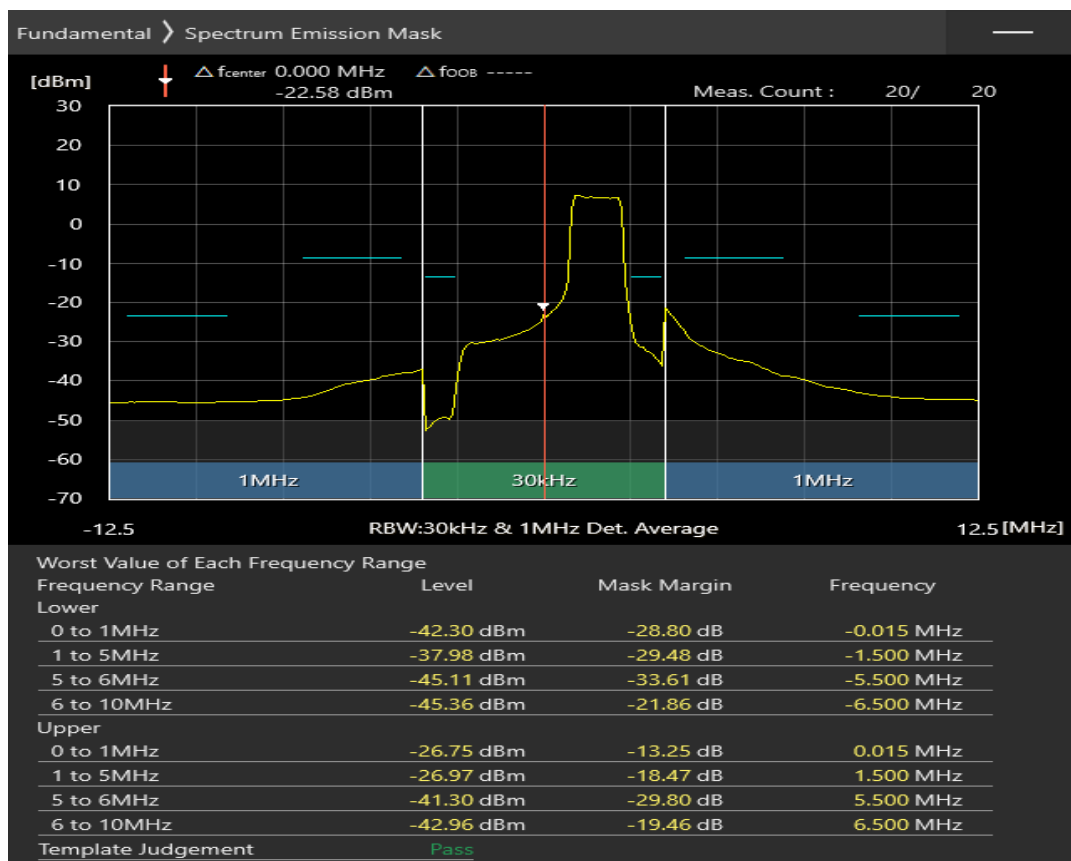 Fundamental ❯ Spectrum Emission Mask
[dBm] △ fcenter 0.000 MHz △ fOOB -----
-22.58 dBm Meas. Count : 20/ 20
30
20
10
0
-10
-20
-30
-40
-50
-60
1MHz 30kHz 1MHz
-70
-12.5 RBW:30kHz & 1MHz Det. Average 12.5 [MHz]
Worst Value of Each Frequency Range
Frequency Range Level Mask Margin Frequency
Lower
0 to 1MHz -42.30 dBm -28.80 dB -0.015 MHz
1 to 5MHz -37.98 dBm -29.48 dB -1.500 MHz
5 to 6MHz -45.11 dBm -33.61 dB -5.500 MHz
6 to 10MHz -45.36 dBm -21.86 dB -6.500 MHz
Upper
0 to 1MHz -26.75 dBm -13.25 dB 0.015 MHz
1 to 5MHz -26.97 dBm -18.47 dB 1.500 MHz
5 to 6MHz -41.30 dBm -29.80 dB 5.500 MHz
6 to 10MHz -42.96 dBm -19.46 dB 6.500 MHz
Template Judgement Pass